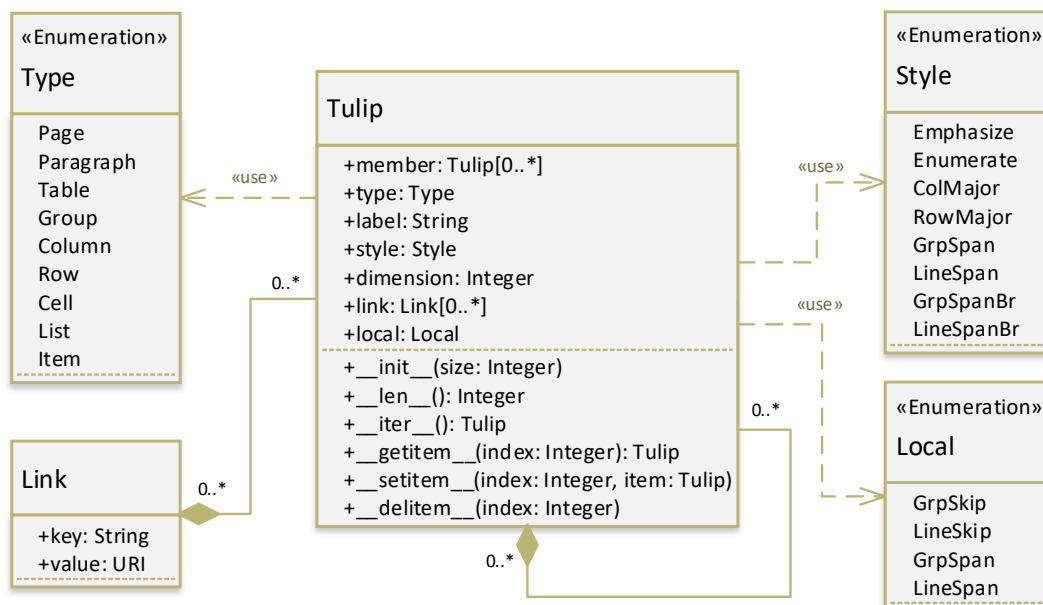 «Enumeration»
Type
Page
Paragraph
Table
Group
Column
Row
Cell
List
Item
Link
+key: String
+value: URI
0..*
0..*
«use»
Tulip
+member: Tulip[0..*]
+type: Type
+label: String
+style: Style
+dimension: Integer
+link: Link[0..*]
+local: Local
+__init__(size: Integer)
+__len__(): Integer
+__iter__(): Tulip
+__getitem__(index: Integer): Tulip
+__setitem__(index: Integer, item: Tulip)
+__delitem__(index: Integer)
0..*
0..*
«use»
«use»
«Enumeration»
Style
Emphasize
Enumerate
ColMajor
RowMajor
GrpSpan
LineSpan
GrpSpanBr
LineSpanBr
«Enumeration»
Local
GrpSkip
LineSkip
GrpSpan
LineSpan